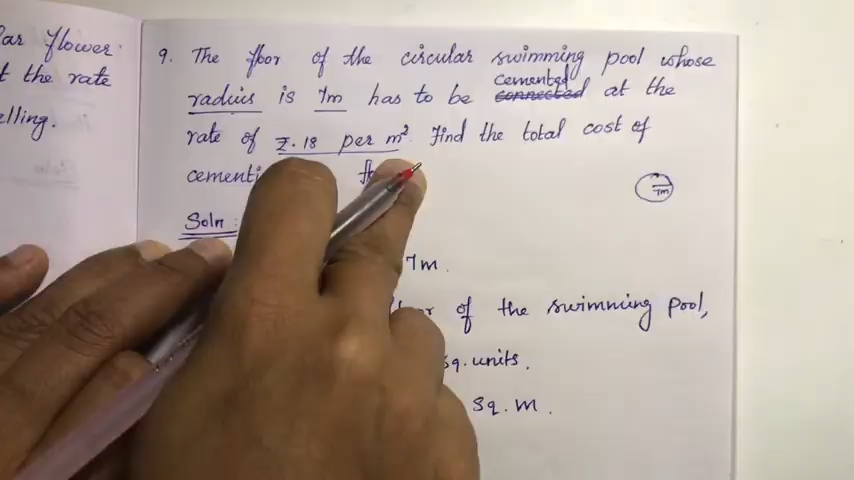 ar flower.
t the rate
elling.
9. The floor of the circular swimming pool whose
cemented
radius is 7m has to be connected at the
rate of ₹.18 per m². Find the total cost of
cementi
7m
Soln:
7m.
of the swimming pool,
sq.units.
sq.m.